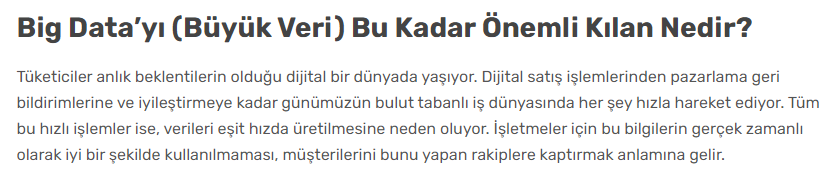 Big Data’yı (Büyük Veri) Bu Kadar Önemli Kılan Nedir?
Tüketiciler anlık beklentilerin olduğu dijital bir dünyada yaşıyor. Dijital satış işlemlerinden pazarlama geri
bildirimlerine ve iyileştirmeye kadar günümüzün bulut tabanlı iş dünyasında her şey hızla hareket ediyor. Tüm
bu hızlı işlemler ise, verileri eşit hızda üretilmesine neden oluyor. İşletmeler için bu bilgilerin gerçek zamanlı
olarak iyi bir şekilde kullanılmaması, müşterilerini bunu yapan rakiplere kaptırmak anlamına gelir.